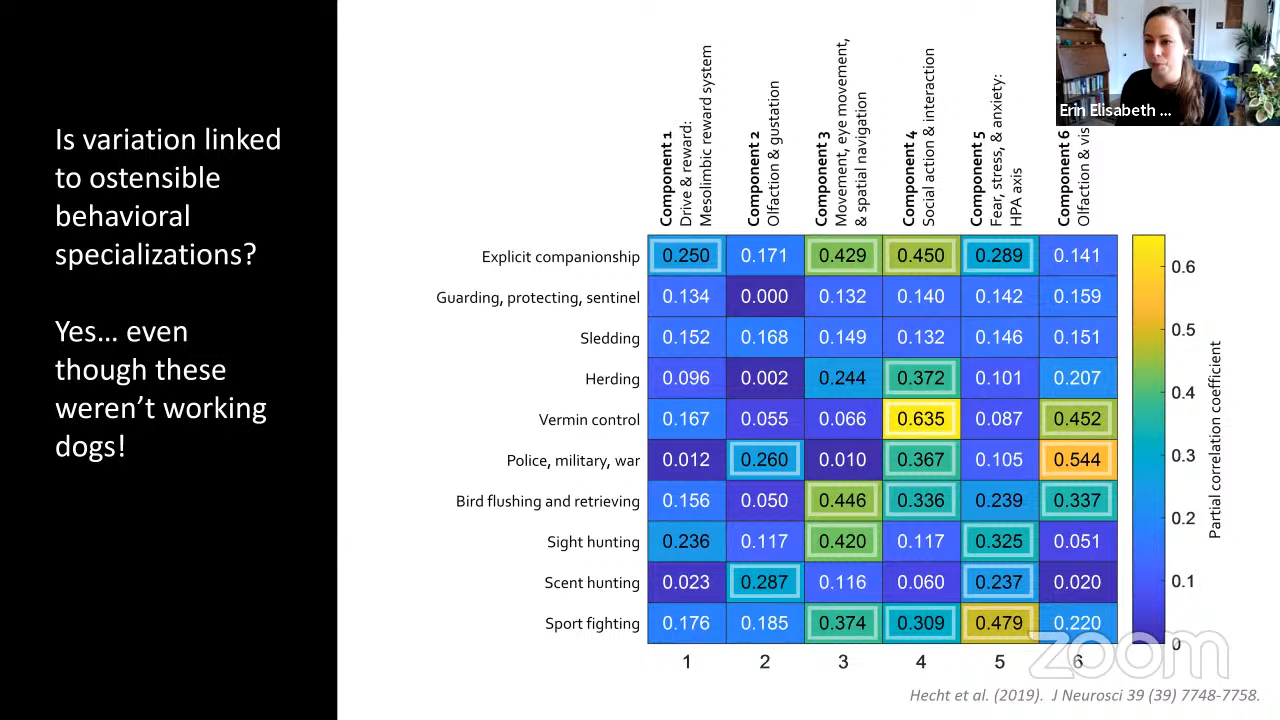 Is variation linked
to ostensible
behavioral
specializations?
Yes... even
though these
weren't working
dogs!
Component 1
Drive & reward:
Mesolimbic reward system
Component 2
Olfaction & gustation
Component 3
Movement, eye movement,
& spatial navigation
Component 4
Social action & interaction
Component 5
Fear, stress, & anxiety:
HPA axis
Component 6
Olfaction & vis
Erin Elisabeth ...
Explicit companionship 0.250 0.171 0.429 0.450 0.289 0.141
Guarding, protecting, sentinel 0.134 0.000 0.132 0.140 0.142 0.159
Sledding 0.152 0.168 0.149 0.132 0.146 0.151
Herding 0.096 0.002 0.244 0.372 0.101 0.207
Vermin control 0.167 0.055 0.066 0.635 0.087 0.452
Police, military, war 0.012 0.260 0.010 0.367 0.105 0.544
Bird flushing and retrieving 0.156 0.050 0.446 0.336 0.239 0.337
Sight hunting 0.236 0.117 0.420 0.117 0.325 0.051
Scent hunting 0.023 0.287 0.116 0.060 0.237 0.020
Sport fighting 0.176 0.185 0.374 0.309 0.479 0.220
1 2 3 4 5 6
0.6
0.5
0.4
0.3
0.2
0.1
0
Partial correlation coefficient
zoom
Hecht et al. (2019). J Neurosci 39 (39) 7748-7758.